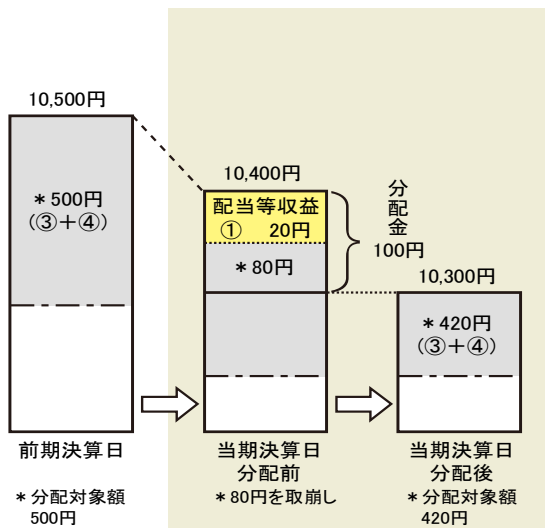 10,500円
＊500円
（③＋④）
前期決算日
＊分配対象額
500円
10,400円
配当等収益
① 20円
＊80円
分配金
100円
当期決算日
分配前
＊80円を取崩し
10,300円
＊420円
（③＋④）
当期決算日
分配後
＊分配対象額
420円